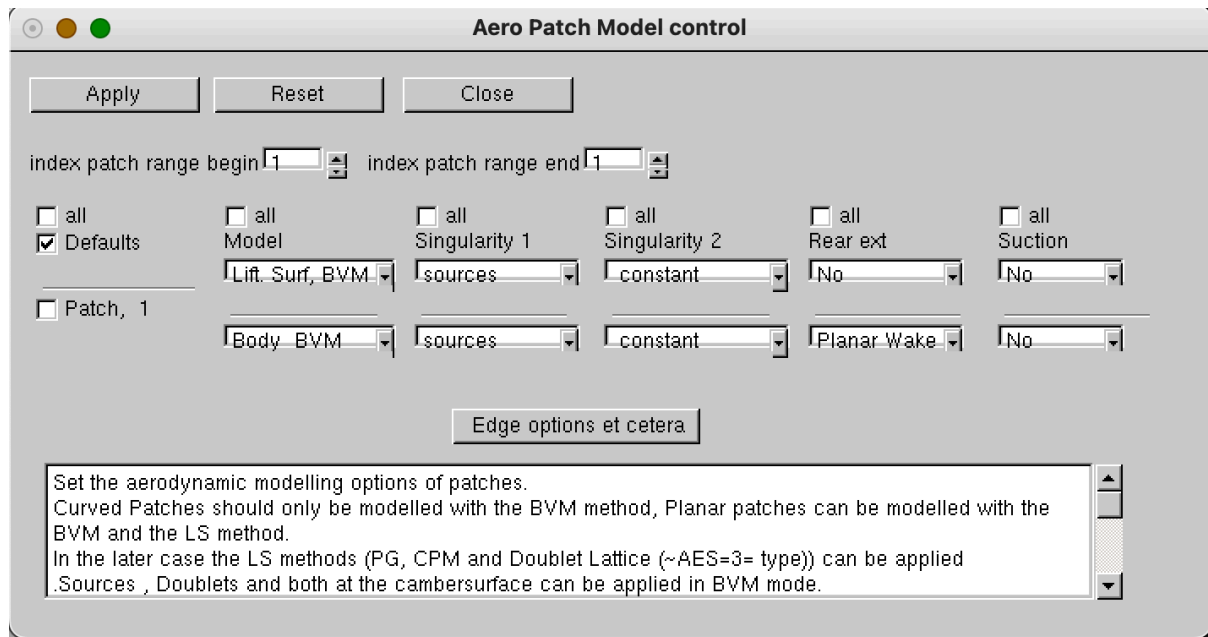 Aero Patch Model control
Apply Reset Close
index patch range begin 1 index patch range end 1
all all all all all all
Defaults Model Singularity 1 Singularity 2 Rear ext Suction
Lift. Surf, BVM sources constant No No
Patch, 1
Body BVM sources constant Planar Wake No
Edge options et cetera
Set the aerodynamic modelling options of patches.
Curved Patches should only be modelled with the BVM method, Planar patches can be modelled with the
BVM and the LS method.
In the later case the LS methods (PG, CPM and Doublet Lattice (~AES=3= type)) can be applied
.Sources , Doublets and both at the cambersurface can be applied in BVM mode.